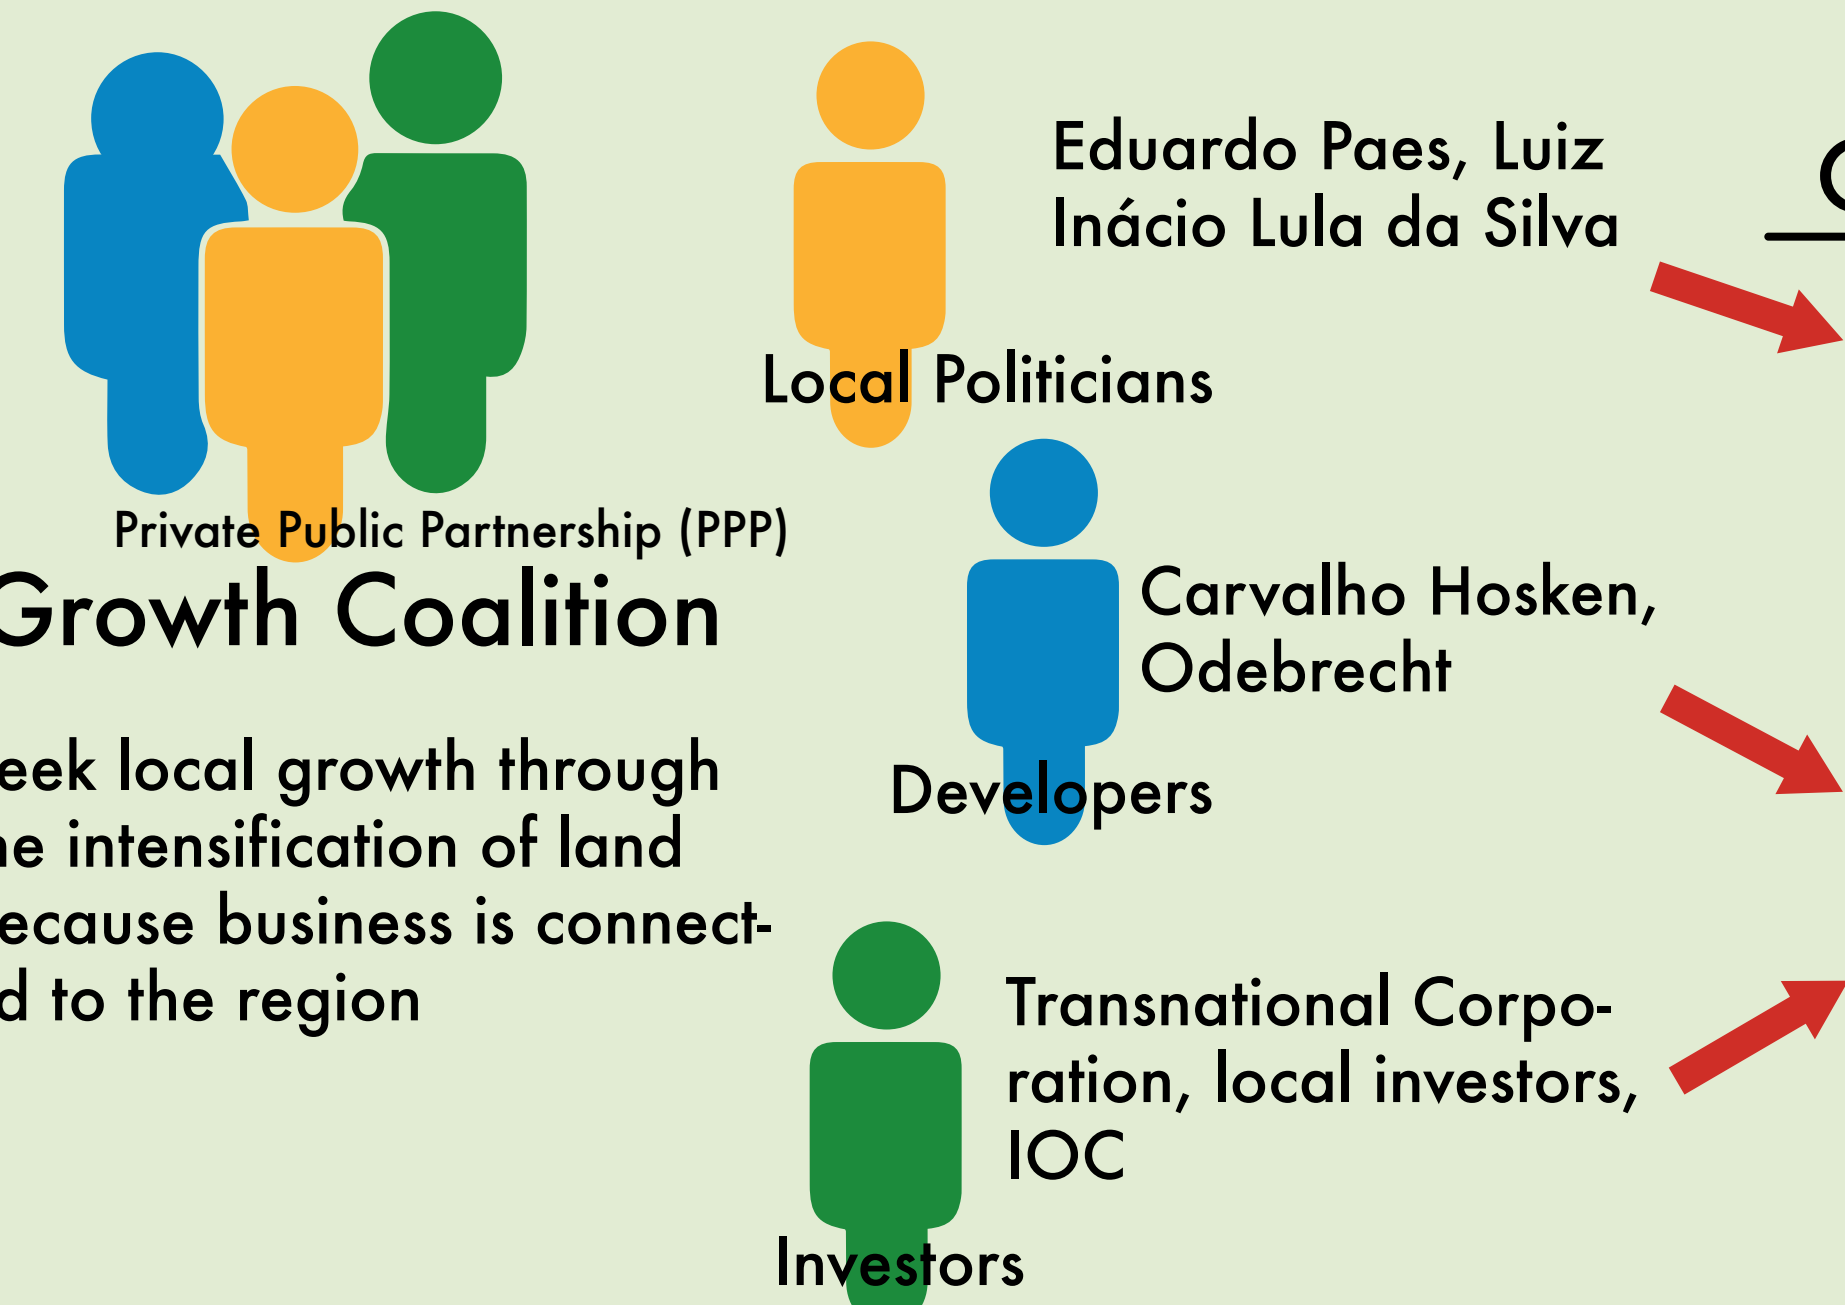 Private Public Partnership (PPP)
Growth Coalition
eek local growth through
e intensification of land
ecause business is connect-
d to the region
Eduardo Paes, Luiz
Inácio Lula da Silva
Local Politicians
Carvalho Hosken,
Odebrecht
Developers
Transnational Corpo-
ration, local investors,
IOC
Investors